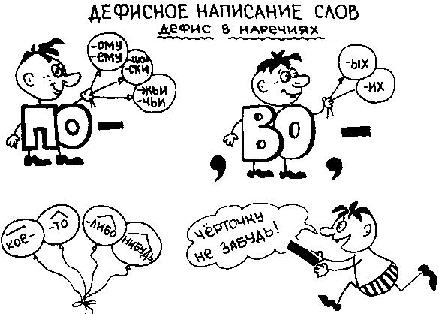 ДЕФИСНОЕ НАПИСАНИЕ СЛОВ
ДЕФИС В НАРЕЧИЯХ
-ОМУ
-ЕМУ
-СКИ
-ЖЬИ
-ЧЬИ
ПО-
-ЫХ
-ИХ
, ВО, -
КОЕ-
-ТО
-ЛИБО
-НИБУДЬ
ЧЁРТОЧКУ
НЕ ЗАБУДЬ!